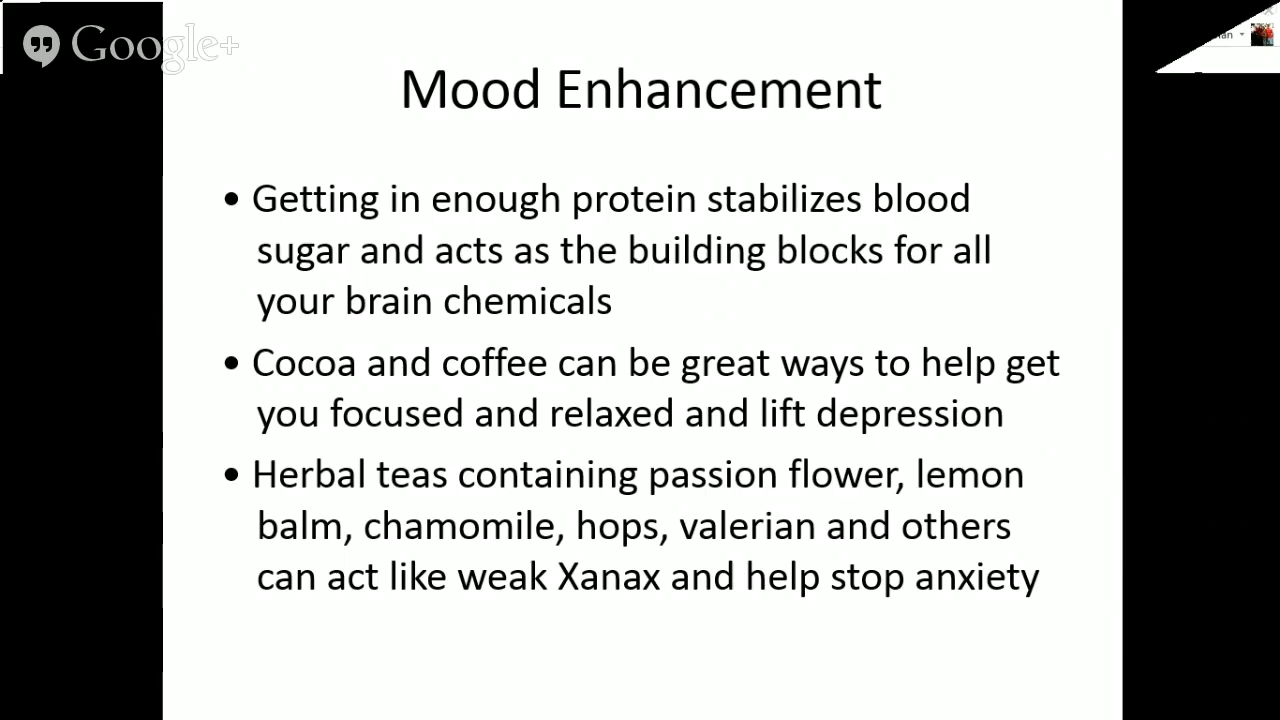 Google+
Mood Enhancement
• Getting in enough protein stabilizes blood
sugar and acts as the building blocks for all
your brain chemicals
• Cocoa and coffee can be great ways to help get
you focused and relaxed and lift depression
• Herbal teas containing passion flower, lemon
balm, chamomile, hops, valerian and others
can act like weak Xanax and help stop anxiety